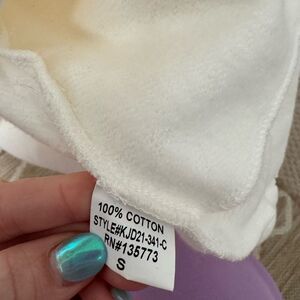 100% COTTON
STYLE#KJD21-341-C
RN#135773
S